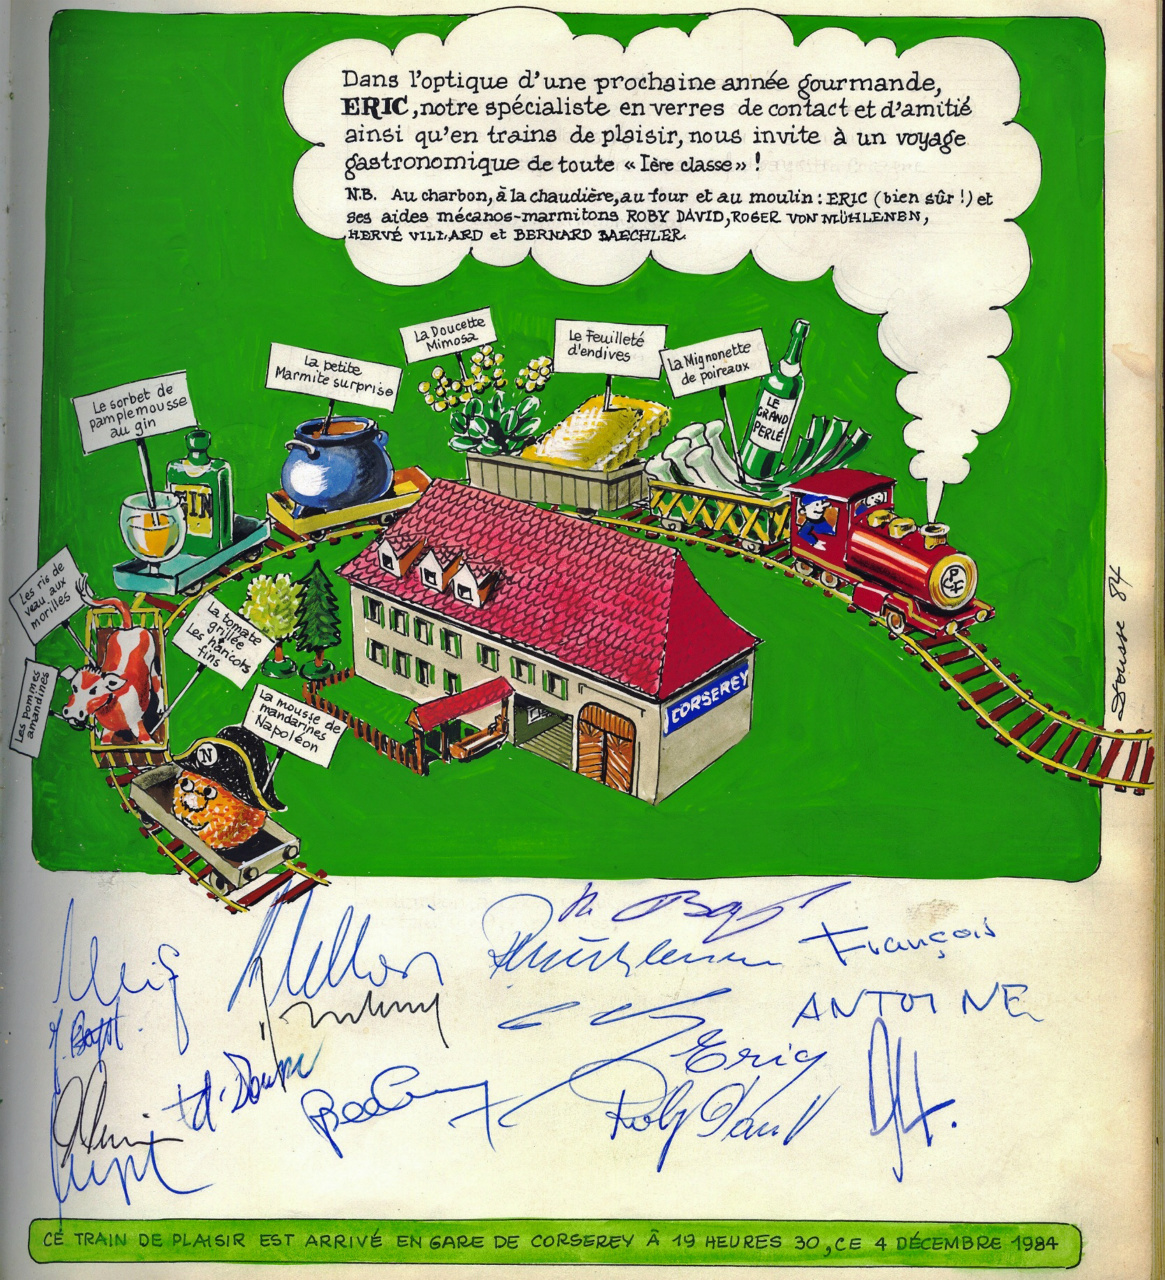 Dans l'optique d'une prochaine année gourmande,
ERIC, notre spécialiste en verres de contact et d'amitié
ainsi qu'en trains de plaisir, nous invite à un voyage
gastronomique de toute « Ière classe » !
N.B. Au charbon, à la chaudière, au four et au moulin : ERIC (bien sûr !) et
ses aides mécanos-marmitons ROBY DAVID, ROGER VON MÜHLENEN,
HERVÉ VILLARD et BERNARD BAECHLER.
La Doucette
Mimosa
Le Feuilleté
d'endives
La Mignonette
de poireaux
La petite
Marmite surprise
Le sorbet de
pamplemousse
au gin
LE
GRAND
PERLÉ
GIN
Les ris de
veau aux
morilles
La tomate
grillée
Les haricots
fins
Les pommes
amandines
La mousse de
mandarines
Napoléon
N
CORSEREY
Dousse 84
François
ANTOINE
Eric
Roby David
CE TRAIN DE PLAISIR EST ARRIVÉ EN GARE DE CORSEREY À 19 HEURES 30, CE 4 DÉCEMBRE 1984